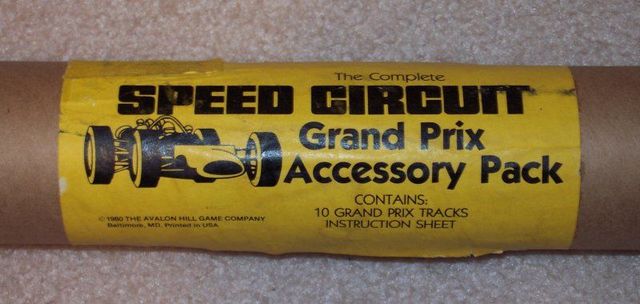 The Complete
SPEED CIRCUIT
Grand Prix
Accessory Pack
CONTAINS:
10 GRAND PRIX TRACKS
INSTRUCTION SHEET
© 1980 THE AVALON HILL GAME COMPANY
Baltimore, MD. Printed in USA